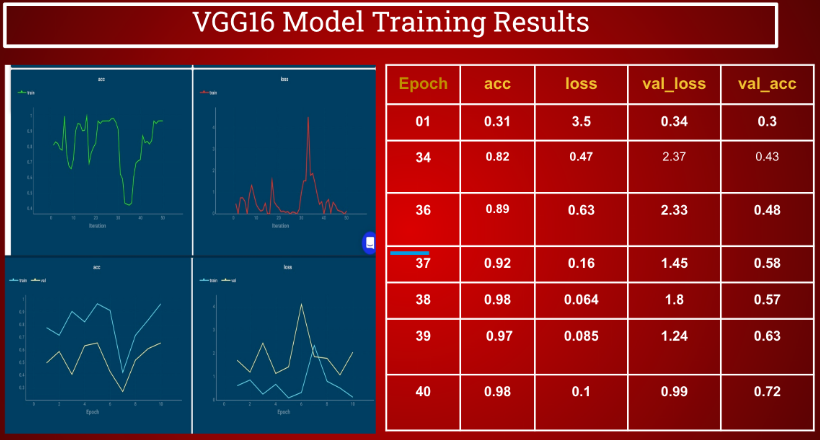 VGG16 Model Training Results
acc
train
Iteration
loss
train
Iteration
acc
train val
Epoch
loss
train val
Epoch
Epoch acc loss val_loss val_acc
01 0.31 3.5 0.34 0.3
34 0.82 0.47 2.37 0.43
36 0.89 0.63 2.33 0.48
37 0.92 0.16 1.45 0.58
38 0.98 0.064 1.8 0.57
39 0.97 0.085 1.24 0.63
40 0.98 0.1 0.99 0.72